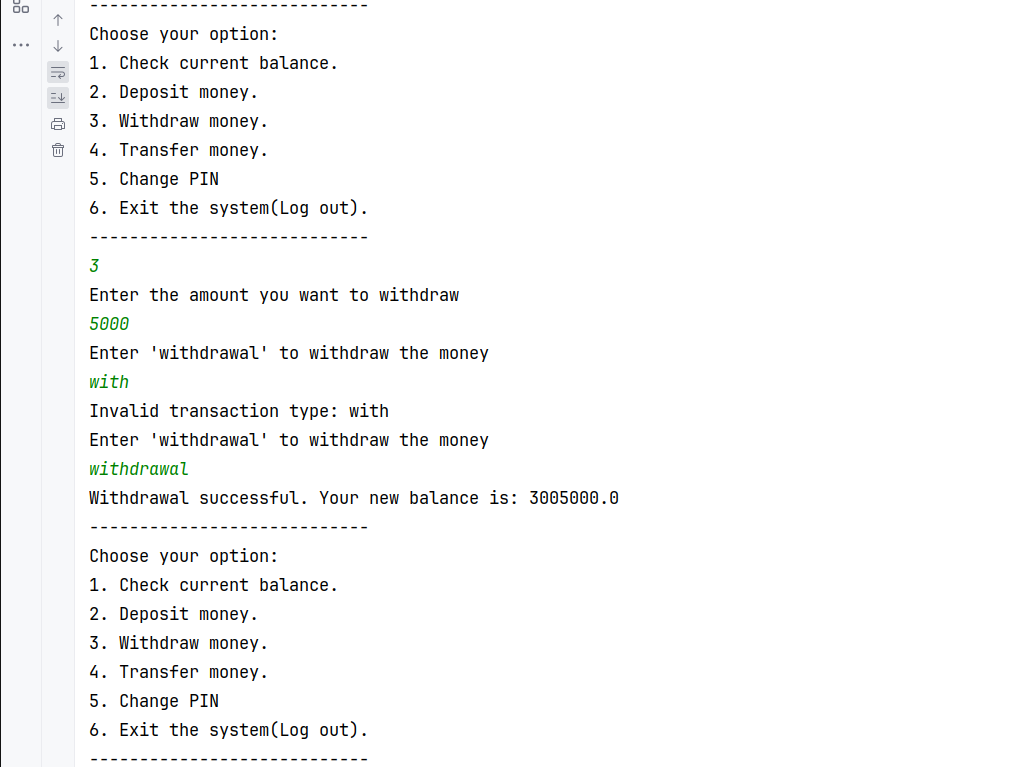 ----------------------------
Choose your option:
1. Check current balance.
2. Deposit money.
3. Withdraw money.
4. Transfer money.
5. Change PIN
6. Exit the system(Log out).
----------------------------
3
Enter the amount you want to withdraw
5000
Enter 'withdrawal' to withdraw the money
with
Invalid transaction type: with
Enter 'withdrawal' to withdraw the money
withdrawal
Withdrawal successful. Your new balance is: 3005000.0
----------------------------
Choose your option:
1. Check current balance.
2. Deposit money.
3. Withdraw money.
4. Transfer money.
5. Change PIN
6. Exit the system(Log out).
----------------------------